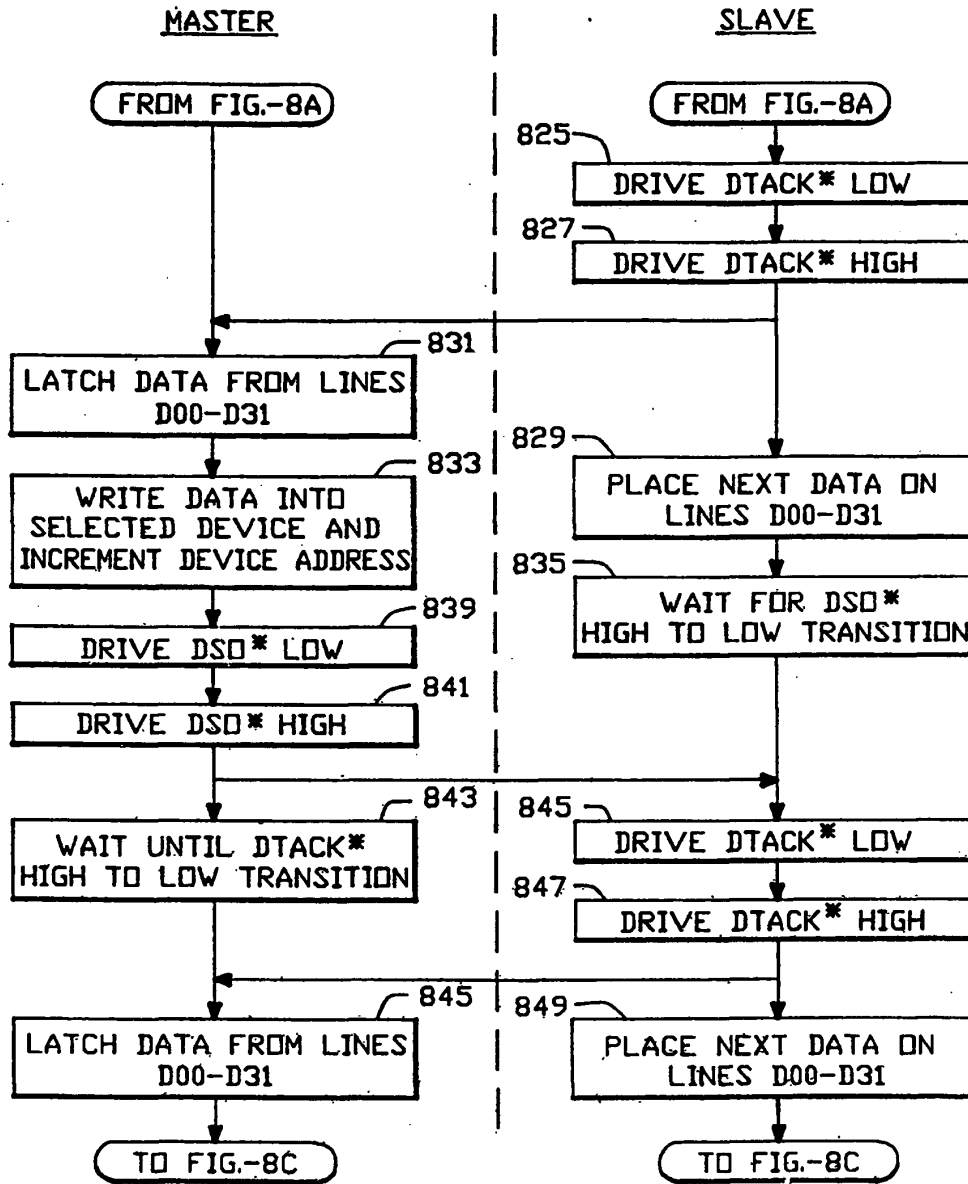 MASTER
SLAVE
FROM FIG.-8A
FROM FIG.-8A
825
DRIVE DTACK* LOW
827
DRIVE DTACK* HIGH
831
LATCH DATA FROM LINES
D00-D31
833
WRITE DATA INTO
SELECTED DEVICE AND
INCREMENT DEVICE ADDRESS
829
PLACE NEXT DATA ON
LINES D00-D31
835
WAIT FOR DSO*
HIGH TO LOW TRANSITION
839
DRIVE DSO* LOW
841
DRIVE DSO* HIGH
843
WAIT UNTIL DTACK*
HIGH TO LOW TRANSITION
845
DRIVE DTACK* LOW
847
DRIVE DTACK* HIGH
845
LATCH DATA FROM LINES
D00-D31
849
PLACE NEXT DATA ON
LINES D00-D31
TO FIG.-8C
TO FIG.-8C